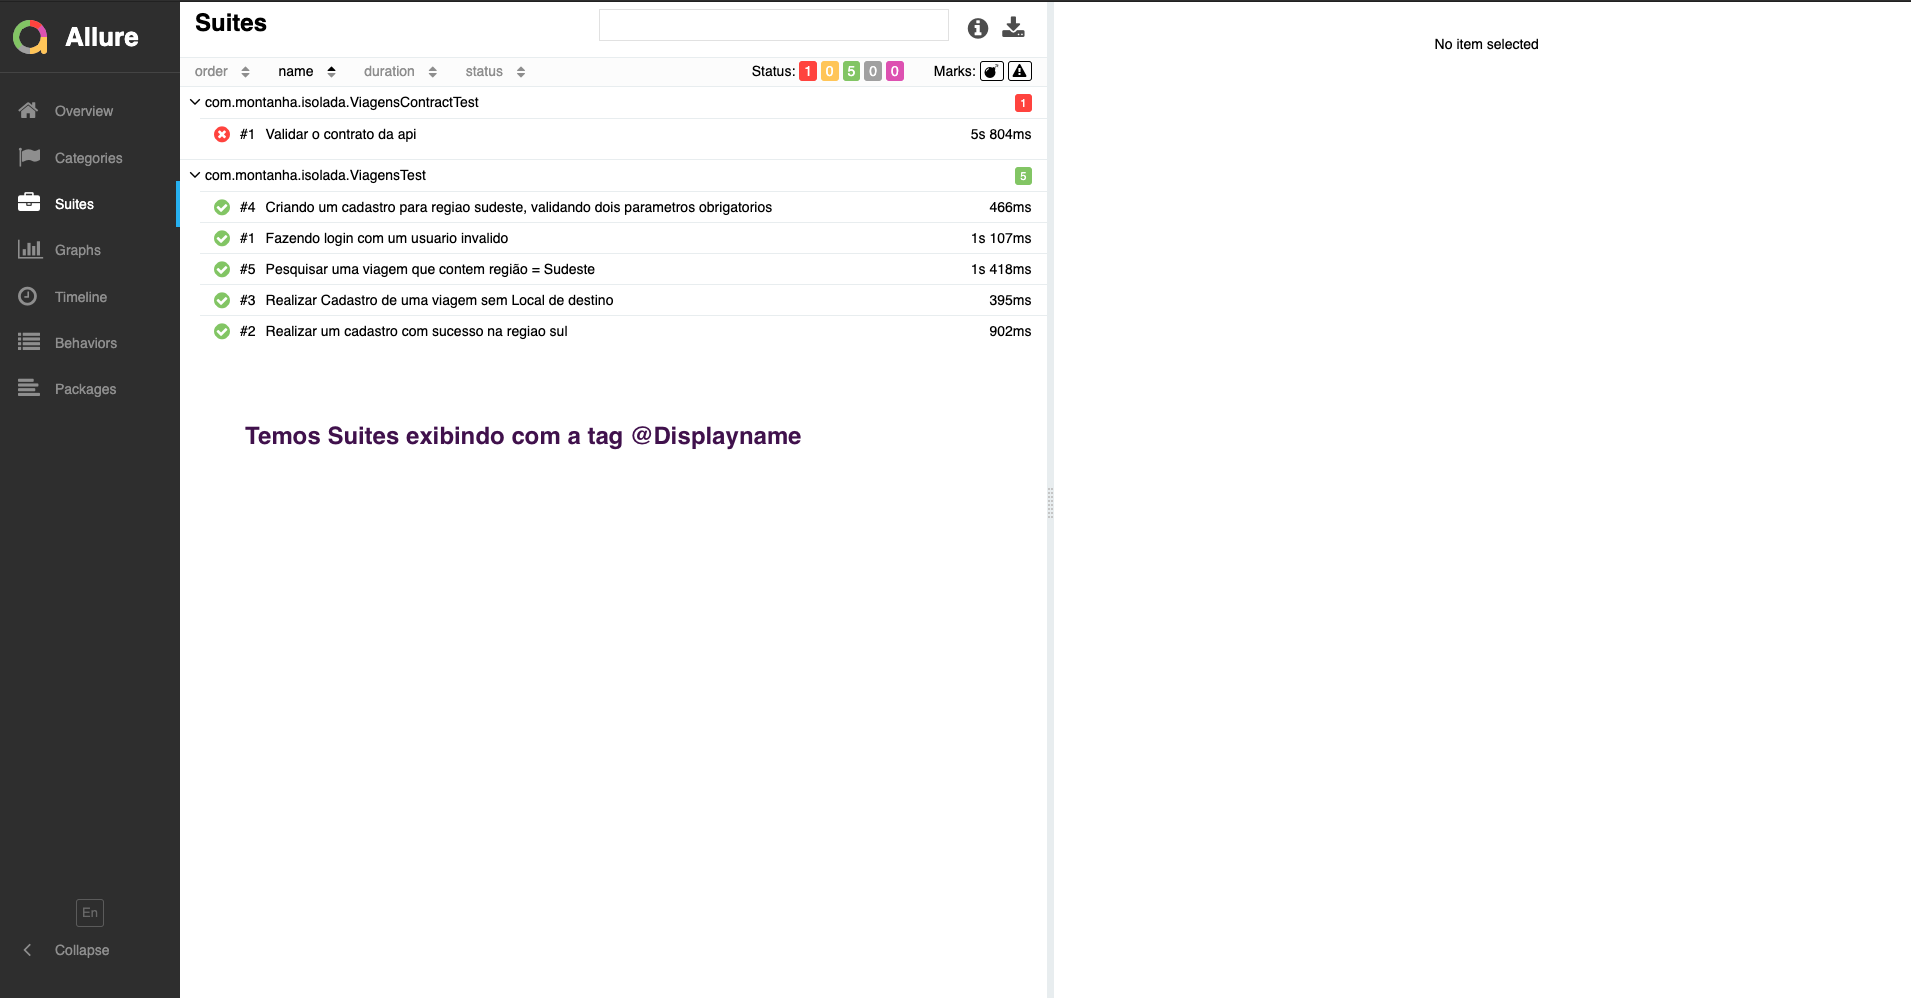 Allure
Overview
Categories
Suites
Graphs
Timeline
Behaviors
Packages
En
Collapse
Suites
order name duration status Status: 1 0 5 0 0 Marks:
com.montanha.isolada.ViagensContractTest 1
#1 Validar o contrato da api 5s 804ms
com.montanha.isolada.ViagensTest 5
#4 Criando um cadastro para regiao sudeste, validando dois parametros obrigatorios 466ms
#1 Fazendo login com um usuario invalido 1s 107ms
#5 Pesquisar uma viagem que contem região = Sudeste 1s 418ms
#3 Realizar Cadastro de uma viagem sem Local de destino 395ms
#2 Realizar um cadastro com sucesso na regiao sul 902ms
Temos Suites exibindo com a tag @Displayname
No item selected